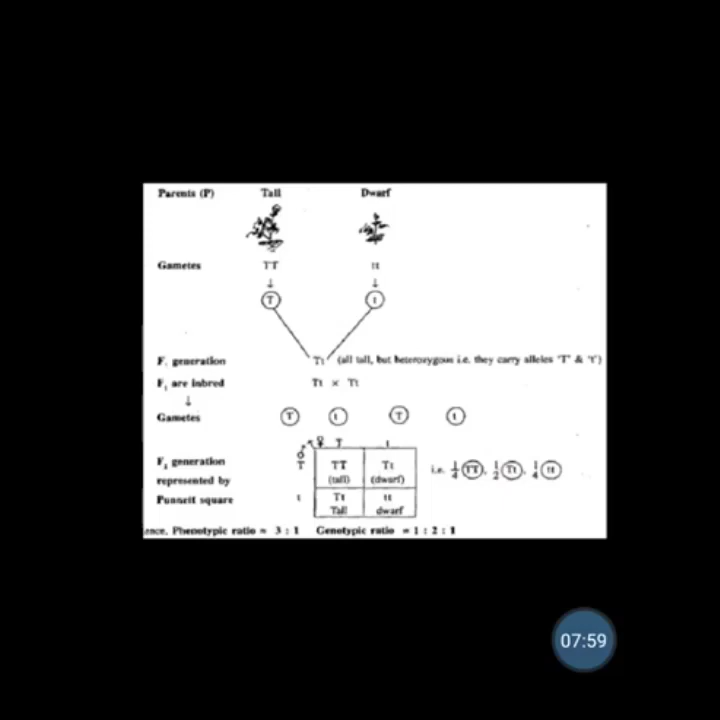 Parents (P) Tall Dwarf
Gametes TT tt
↓ ↓
T t
F₁ generation Tt (all tall, but heterozygous i.e. they carry alleles 'T' & 't')
F₁ are inbred Tt × Tt
↓
Gametes T t T t
♂ ♀ T t
F₂ generation T TT Tt i.e. 1/4 TT, 1/2 Tt, 1/4 tt
represented by (tall) (dwarf)
Punnett square t Tt tt
Tall dwarf
ence, Phenotypic ratio = 3 : 1 Genotypic ratio = 1 : 2 : 1
07:59